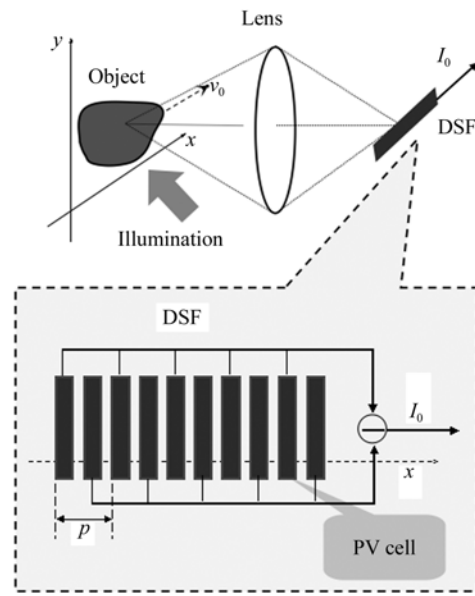 Lens
y
I₀
Object
v₀
DSF
x
Illumination
DSF
I₀
x
p
PV cell